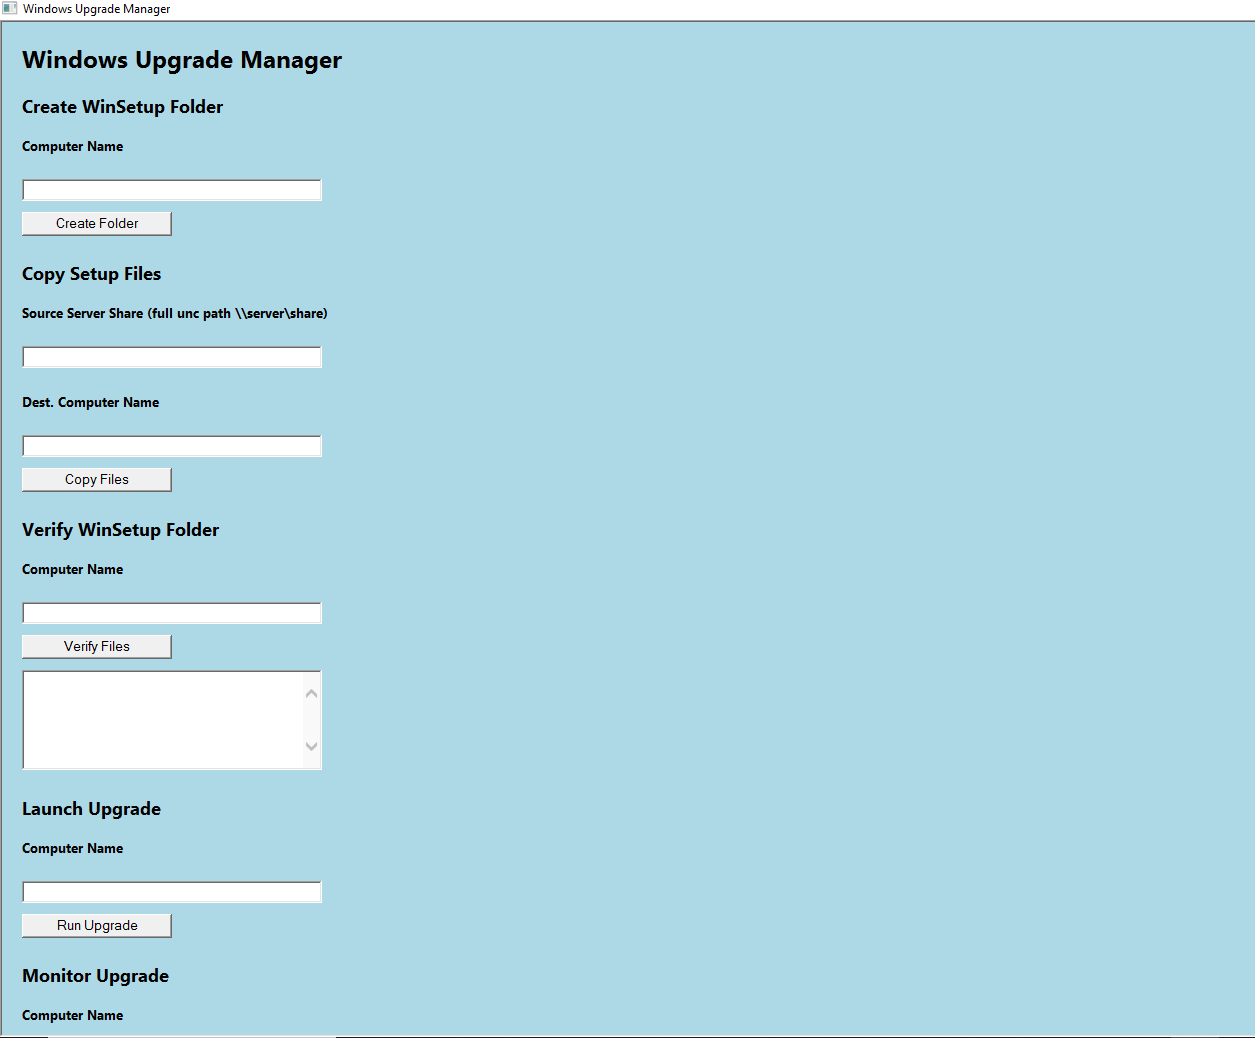 Windows Upgrade Manager
Windows Upgrade Manager
Create WinSetup Folder
Computer Name
Create Folder
Copy Setup Files
Source Server Share (full unc path \\server\share)
Dest. Computer Name
Copy Files
Verify WinSetup Folder
Computer Name
Verify Files
Launch Upgrade
Computer Name
Run Upgrade
Monitor Upgrade
Computer Name